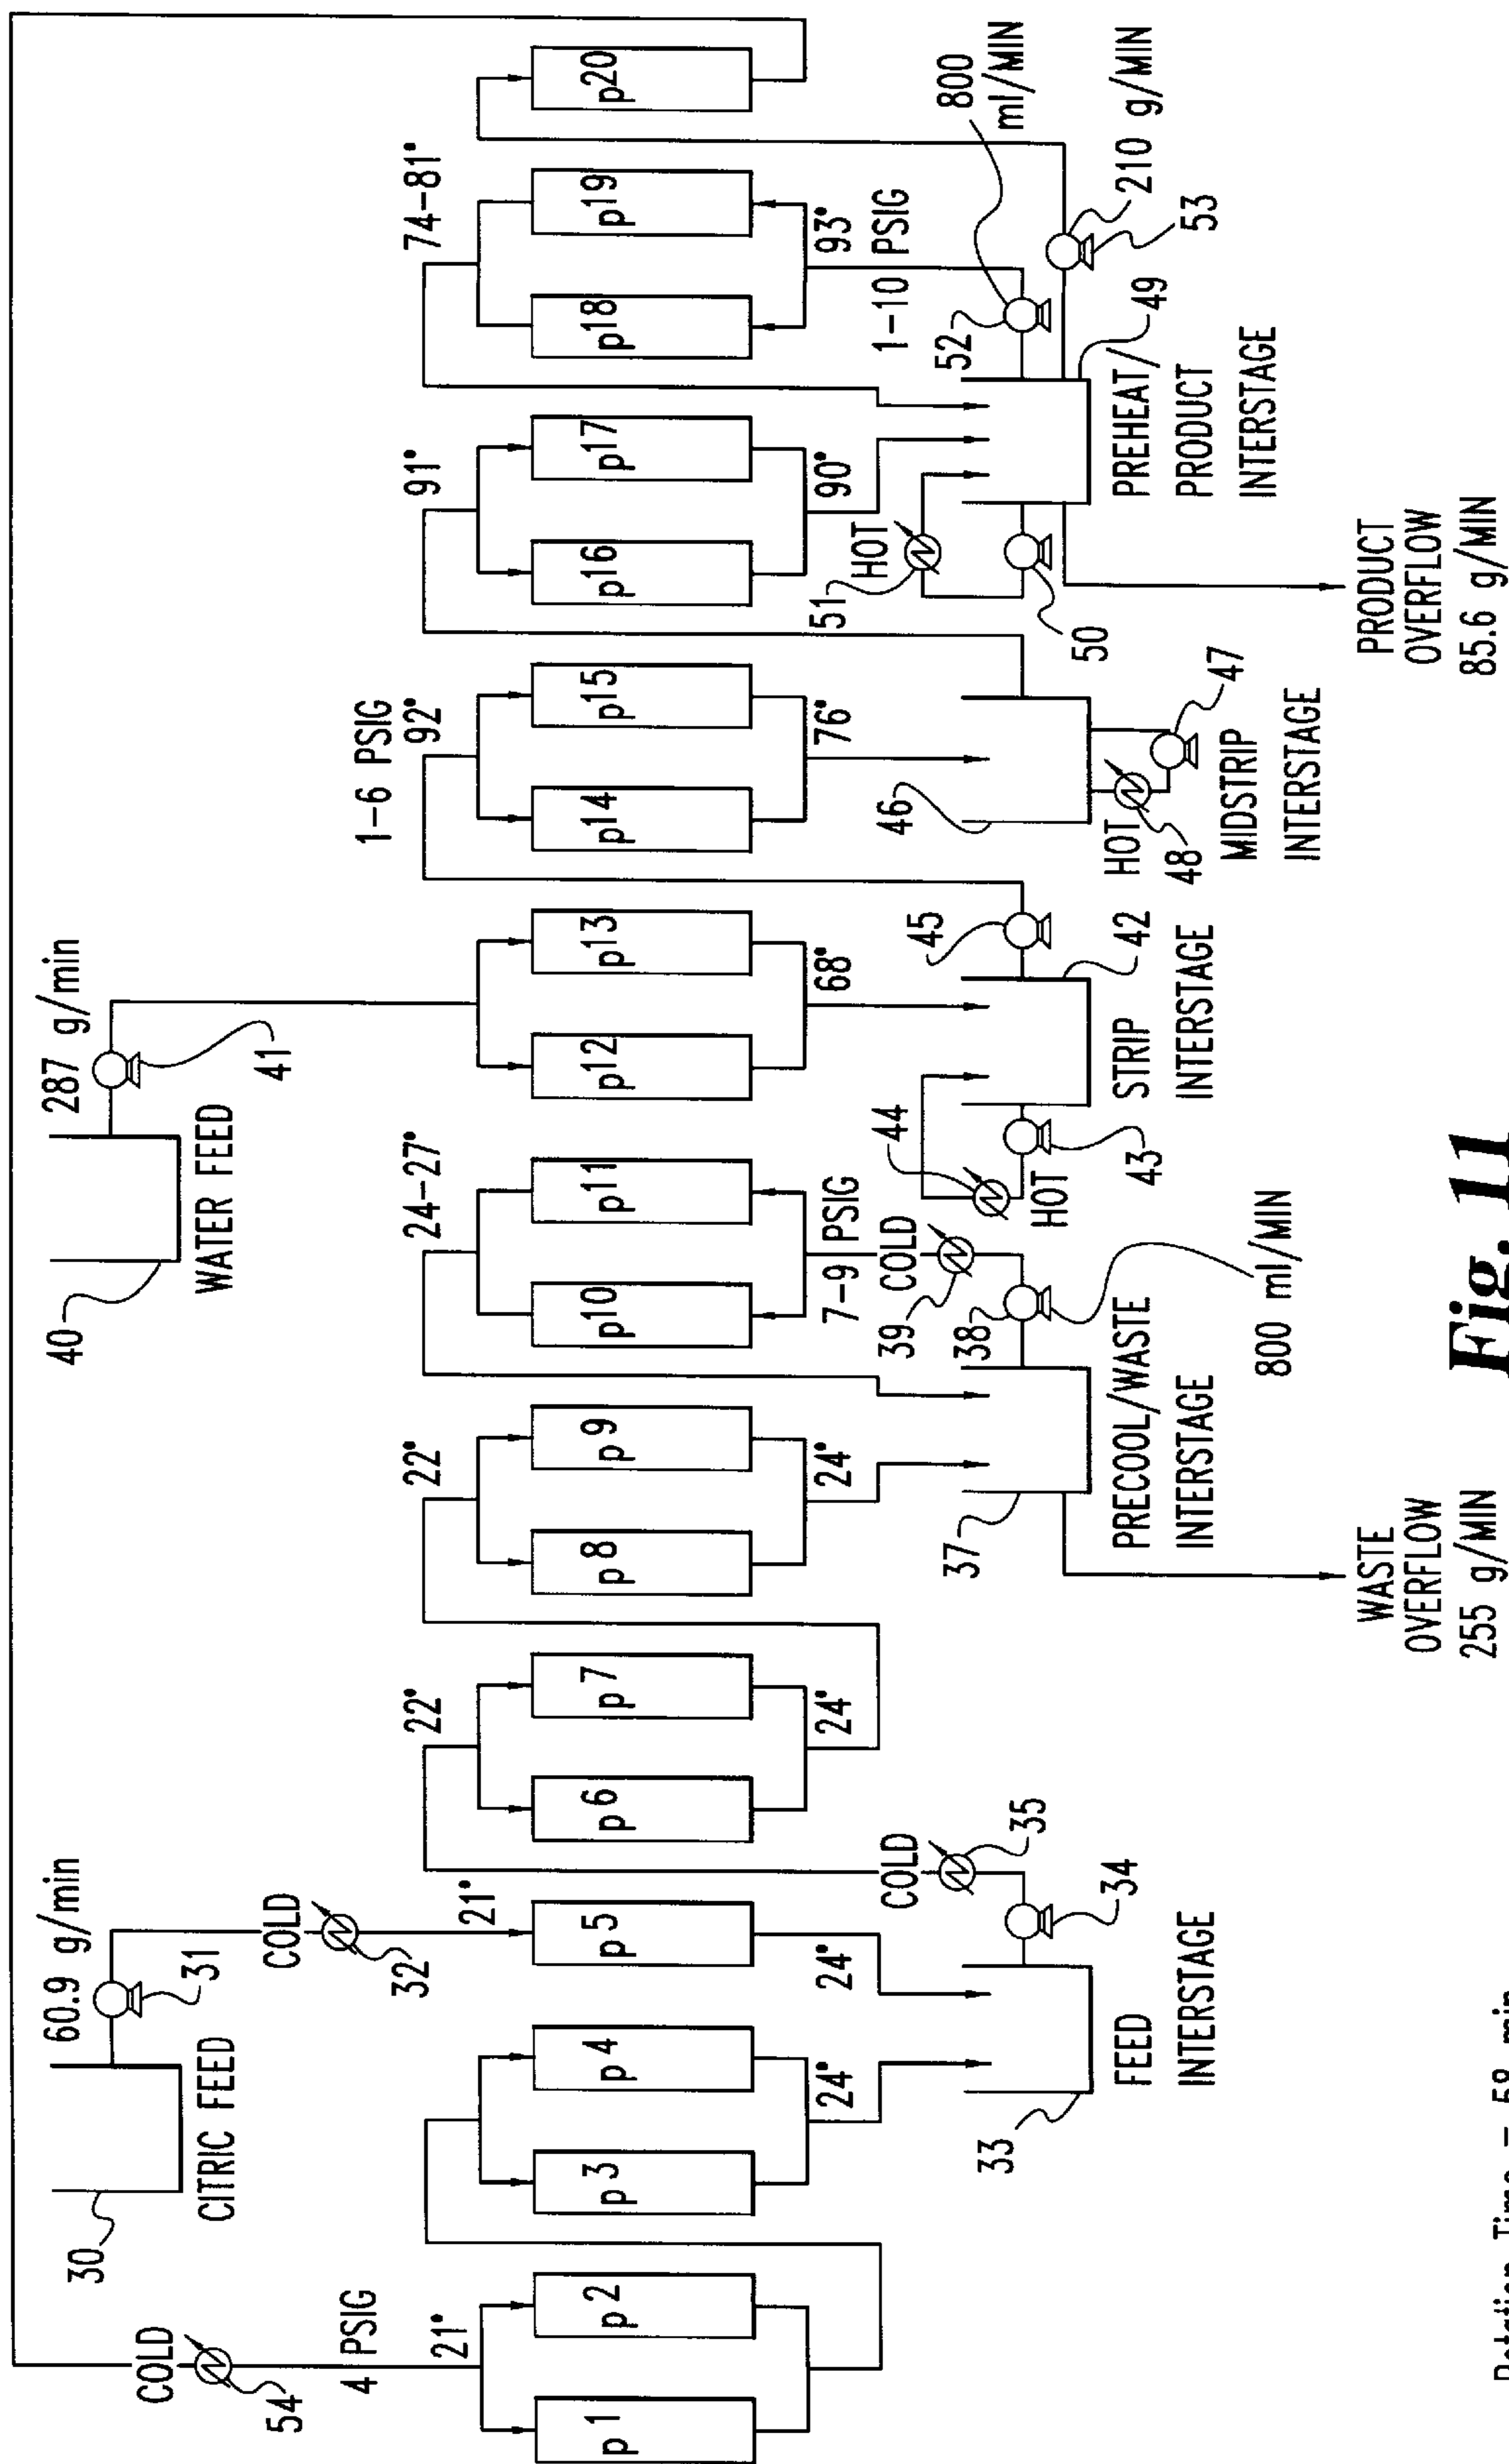 COLD
54
4 PSIG
21°
p1
p2
p3
p4
24°
30
CITRIC FEED
60.9 g/min
31
COLD
32
21°
p5
24°
33
FEED
INTERSTAGE
34
COLD
35
22°
p6
p7
24°
22°
p8
p9
24°
37
PRECOOL/WASTE
INTERSTAGE
WASTE
OVERFLOW
255 g/MIN
38
800 ml/MIN
39
COLD
7-9 PSIG
24-27°
p10
p11
40
WATER FEED
287 g/min
41
p12
p13
68°
44
HOT
43
STRIP
INTERSTAGE
42
45
1-6 PSIG
92°
p14
p15
76°
46
HOT
48
47
MIDSTRIP
INTERSTAGE
91°
p16
p17
90°
51
HOT
50
PREHEAT/
PRODUCT
INTERSTAGE
49
PRODUCT
OVERFLOW
85.6 g/MIN
74-81°
p18
p19
93°
1-10 PSIG
52
800
ml/MIN
210 g/MIN
53
p20
Fig. 11